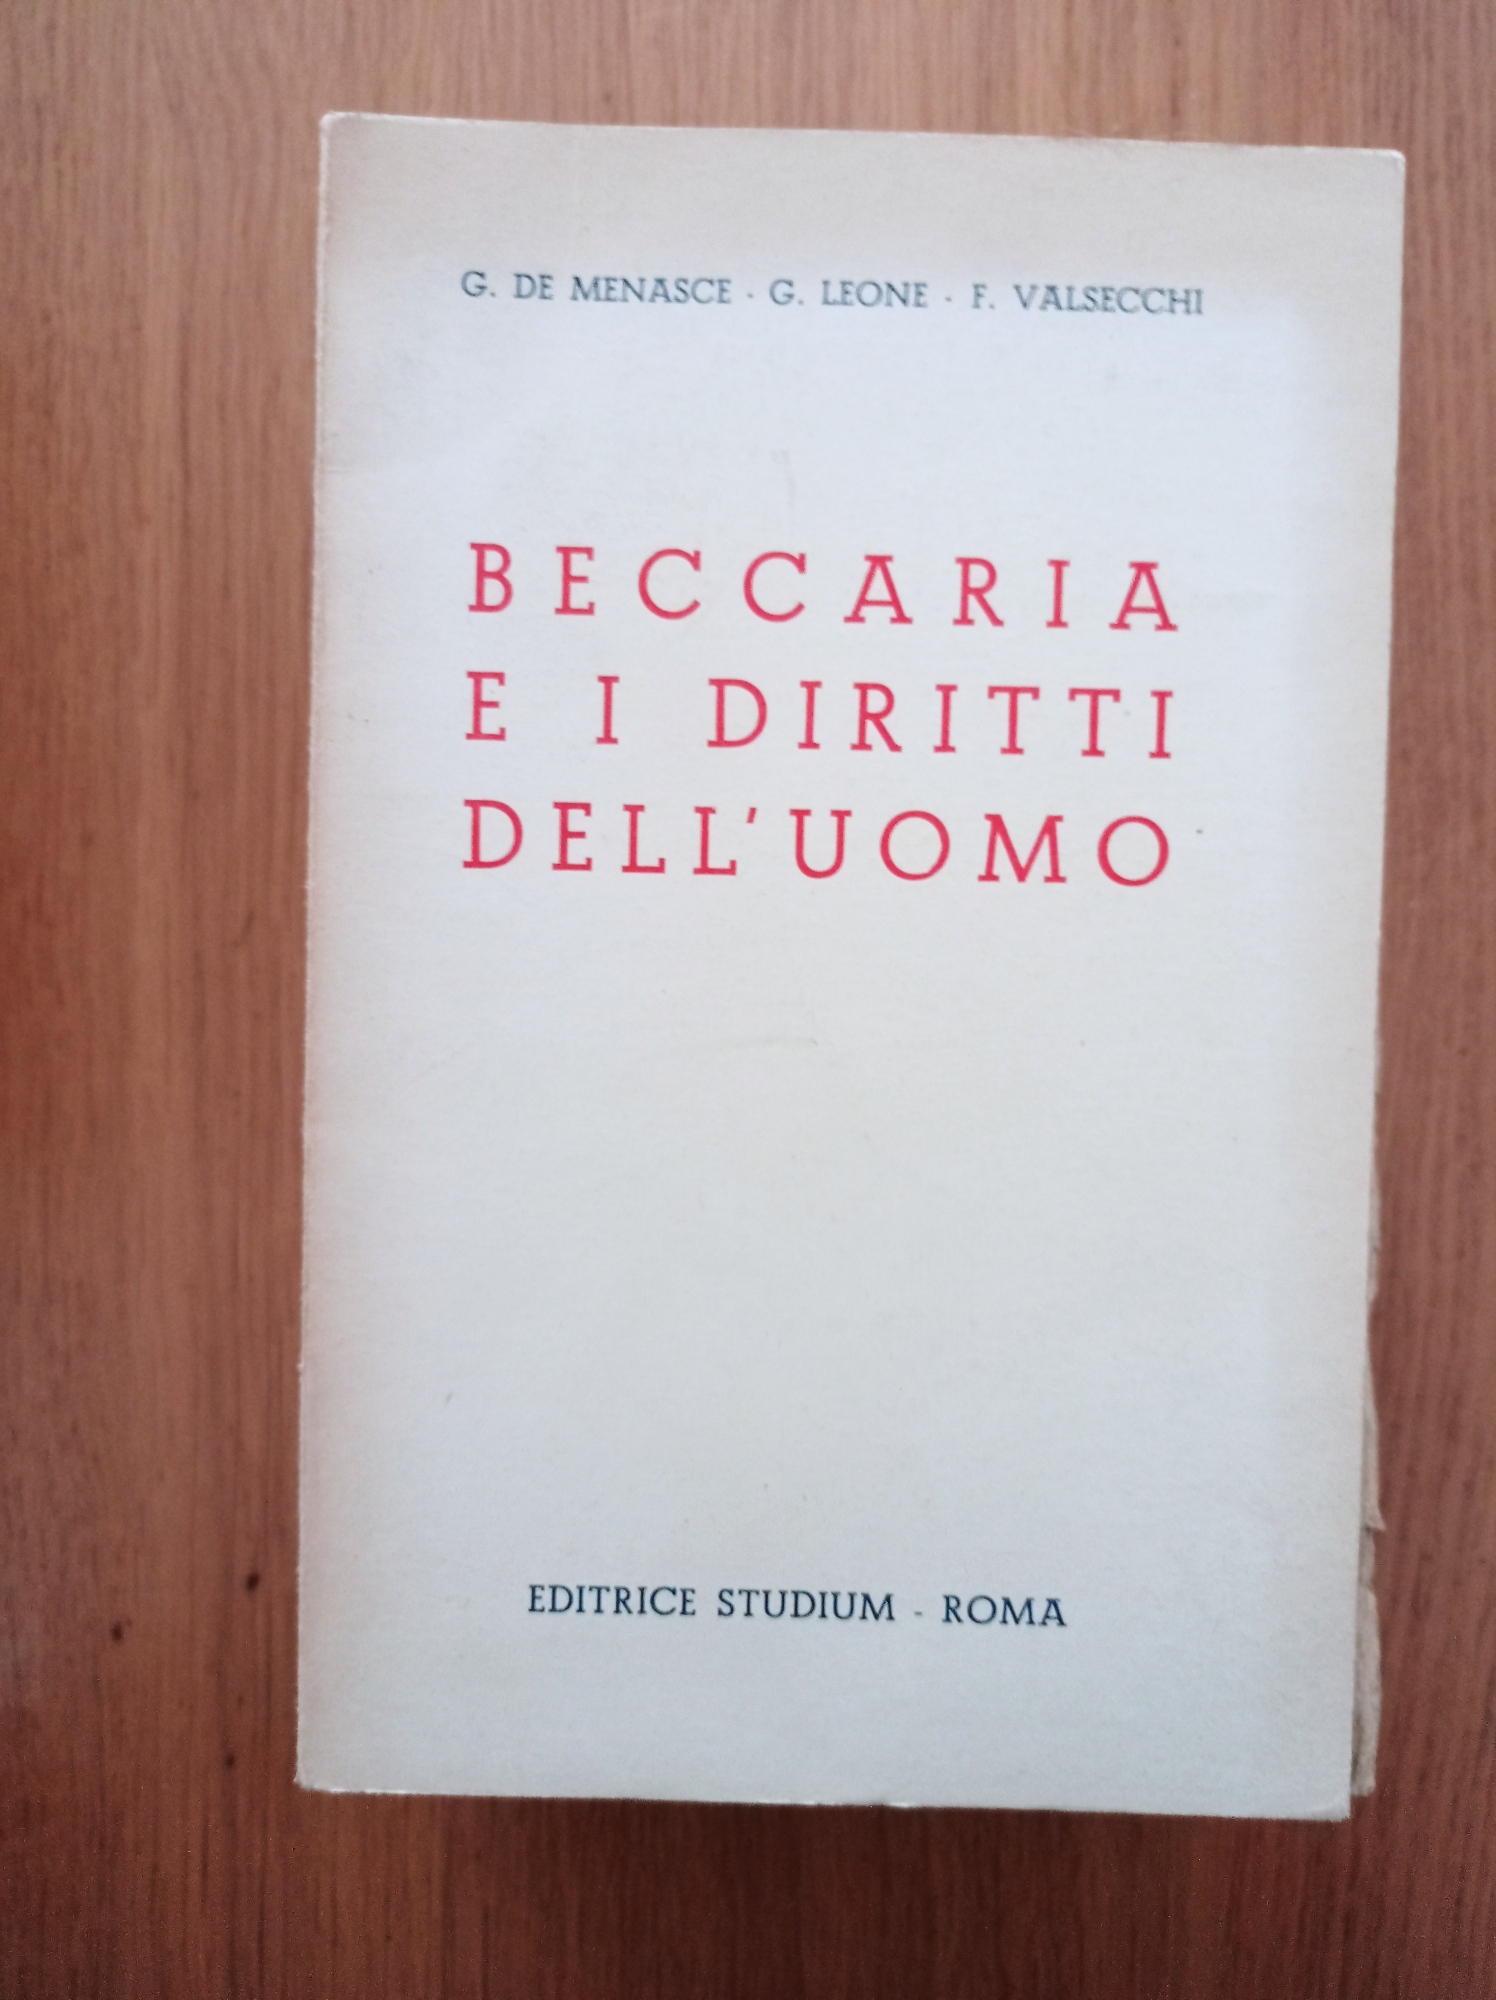 G. DE MENASCE · G. LEONE · F. VALSECCHI
BECCARIA
E I DIRITTI
DELL'UOMO
EDITRICE STUDIUM - ROMA